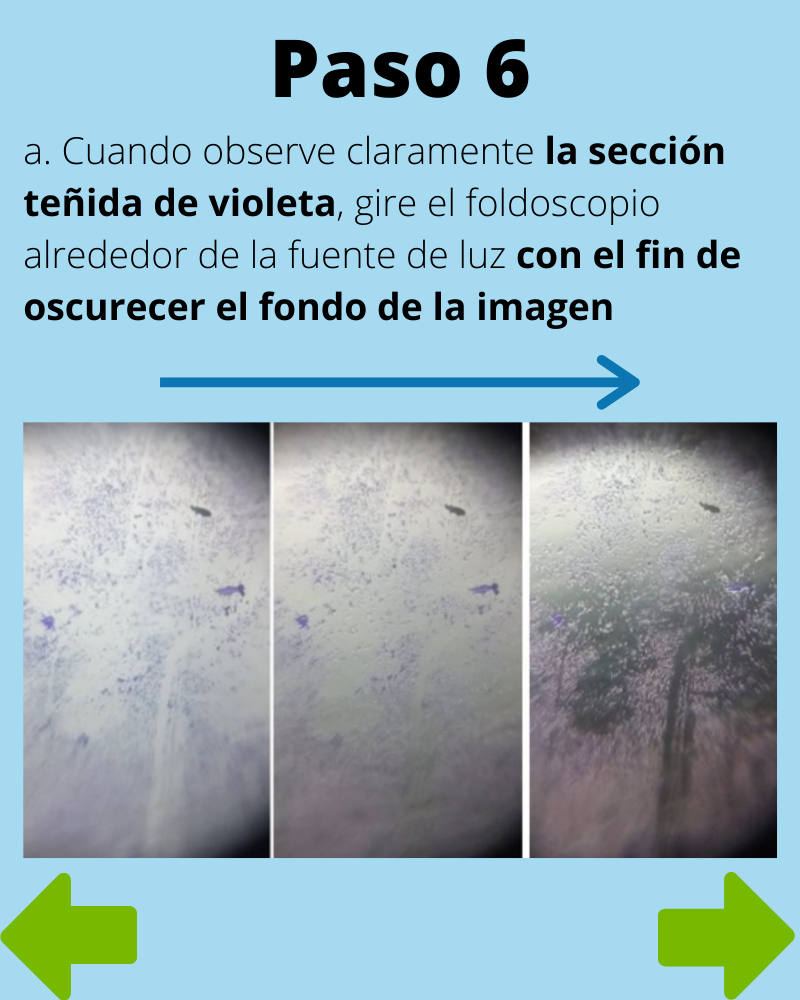 Paso 6
a. Cuando observe claramente la sección
teñida de violeta, gire el foldoscopio
alrededor de la fuente de luz con el fin de
oscurecer el fondo de la imagen